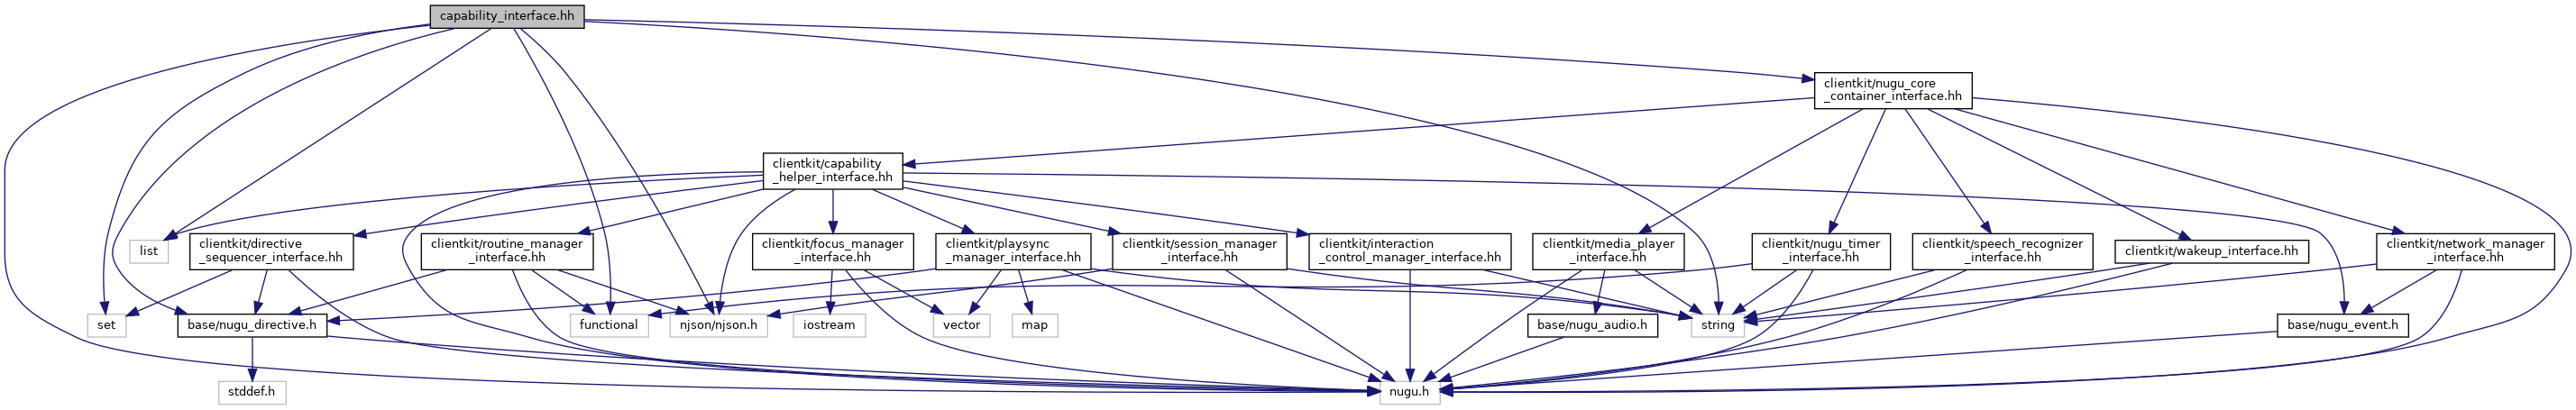 capability_interface.hh
clientkit/nugu_core
_container_interface.hh
clientkit/capability
_helper_interface.hh
list
clientkit/directive
_sequencer_interface.hh
clientkit/routine_manager
_interface.hh
clientkit/focus_manager
_interface.hh
clientkit/playsync
_manager_interface.hh
clientkit/session_manager
_interface.hh
clientkit/interaction
_control_manager_interface.hh
clientkit/media_player
_interface.hh
clientkit/nugu_timer
_interface.hh
clientkit/speech_recognizer
_interface.hh
clientkit/wakeup_interface.hh
clientkit/network_manager
_interface.hh
set
base/nugu_directive.h
functional
njson/njson.h
iostream
vector
map
base/nugu_audio.h
string
base/nugu_event.h
stddef.h
nugu.h